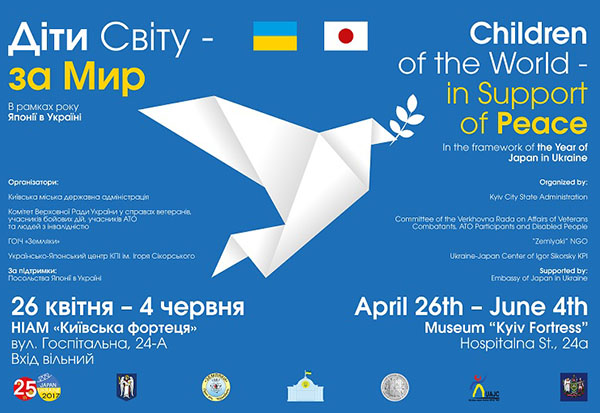 Діти Світу -
за Мир
В рамках року
Японії в Україні
Організатори:
Київська міська державна адміністрація
Комітет Верховної Ради України у справах ветеранів,
учасників бойових дій, учасників АТО
та людей з інвалідністю
ГОІЧ «Земляки»
Українсько-Японський центр КПІ ім. Ігоря Сікорського
За підтримки:
Посольства Японії в Україні
26 квітня – 4 червня
НІАМ «Київська фортеця»
вул. Госпітальна, 24-А
Вхід вільний
Children
of the World -
in Support
of Peace
In the framework of the Year of
Japan in Ukraine
Organized by:
Kyiv City State Administration
Committee of the Verkhovna Rada on Affairs of Veterans
Combatants, ATO Participants and Disabled People
"Zemlyaki" NGO
Ukraine-Japan Center of Igor Sikorsky KPI
Supported by:
Embassy of Japan in Ukraine
April 26th – June 4th
Museum “Kyiv Fortress”
Hospitalna St., 24a
25
JAPAN
2017
UAJC